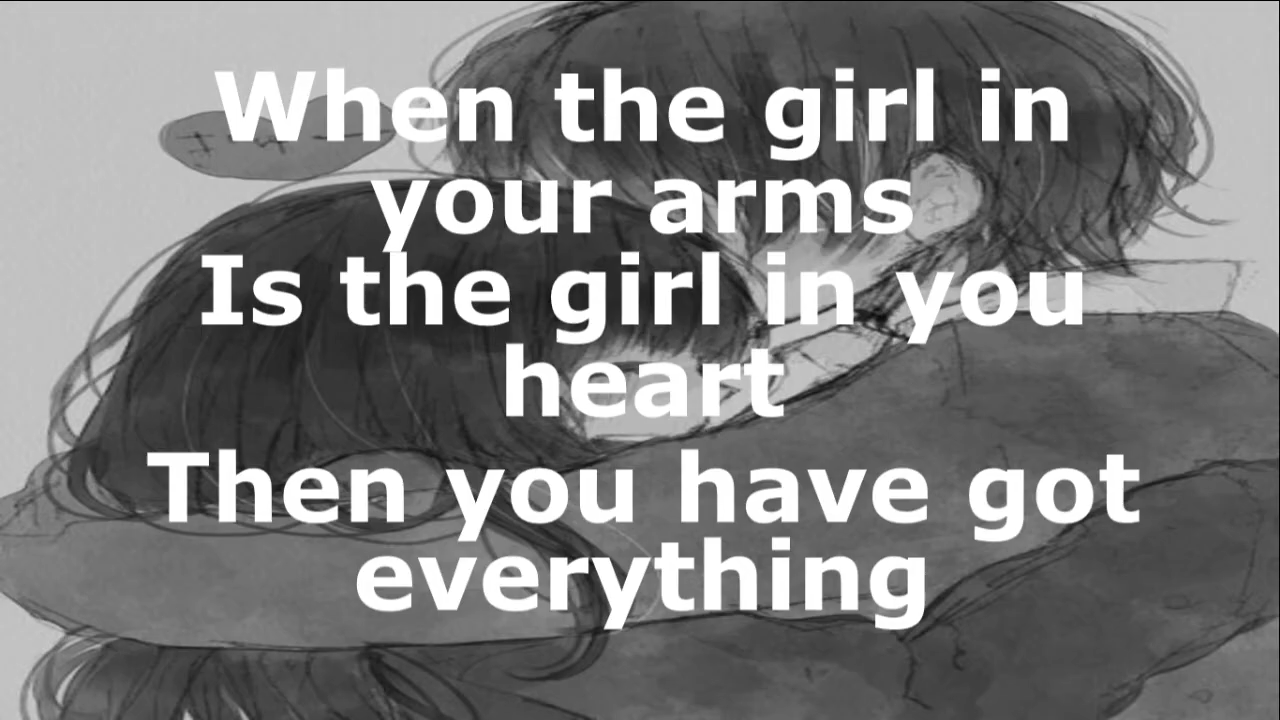 When the girl in
your arms
Is the girl in you
heart
Then you have got
everything